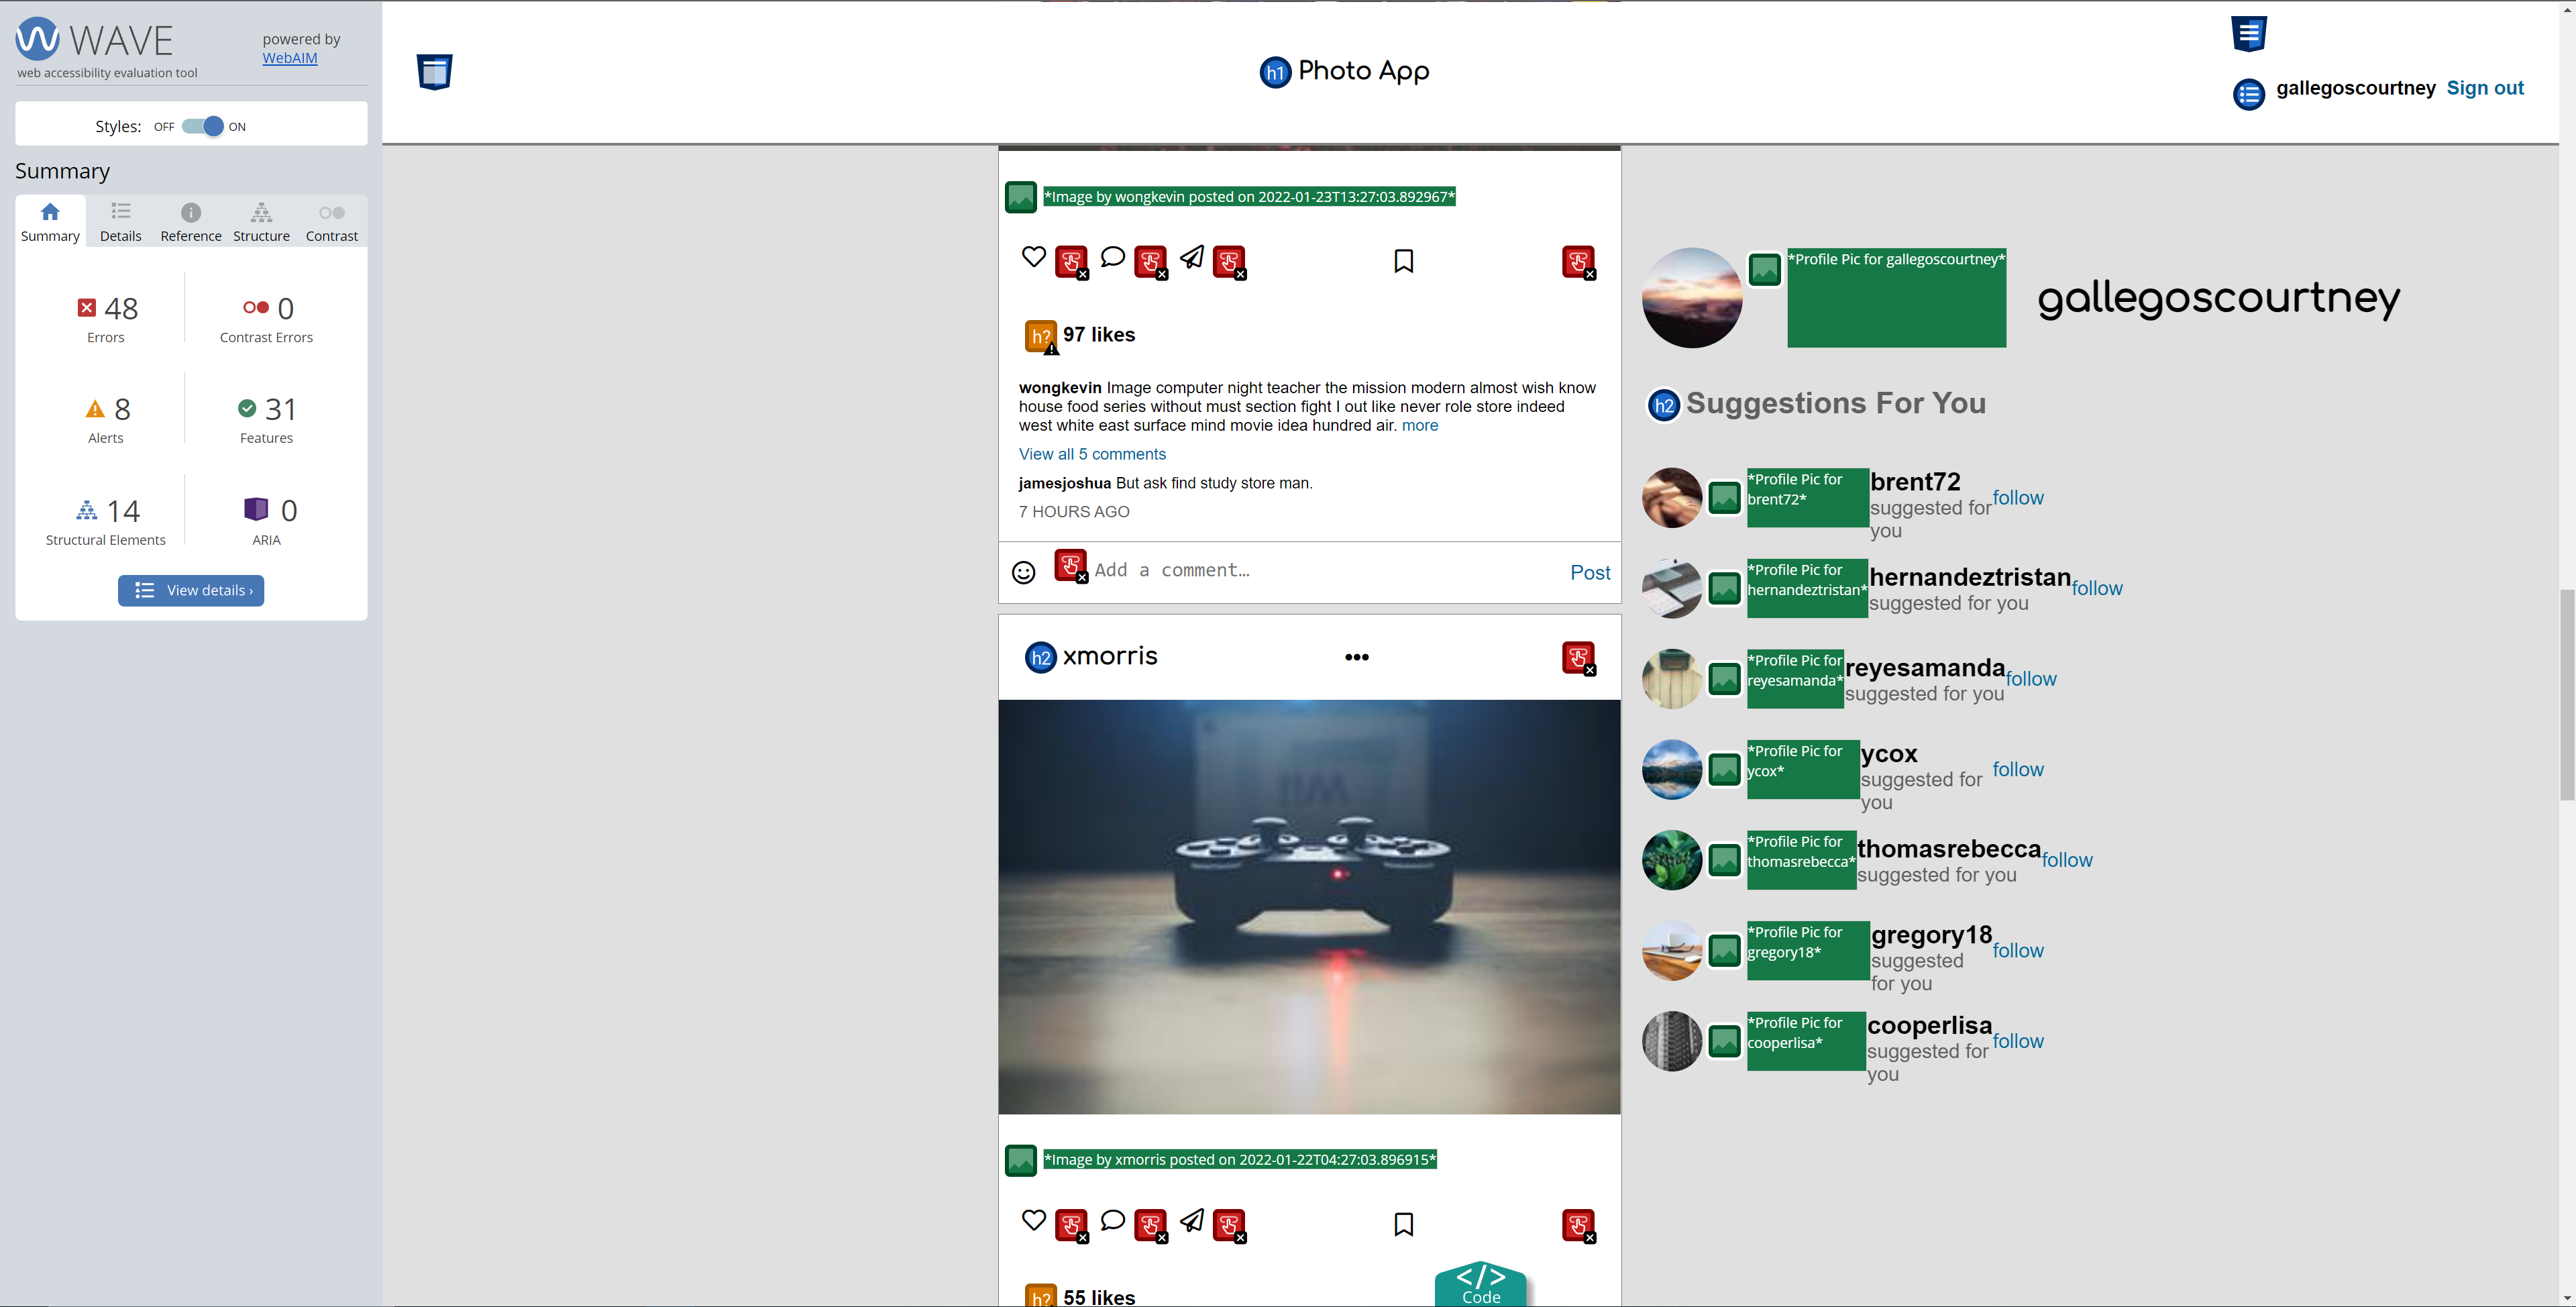 WAVE
powered by
WebAIM
web accessibility evaluation tool
Styles: OFF ON
Summary
Summary Details Reference Structure Contrast
48
Errors
0
Contrast Errors
8
Alerts
31
Features
14
Structural Elements
0
ARIA
View details ›
h1 Photo App
gallegoscourtney Sign out
*Image by wongkevin posted on 2022-01-23T13:27:03.892967*
h? 97 likes
wongkevin Image computer night teacher the mission modern almost wish know
house food series without must section fight I out like never role store indeed
west white east surface mind movie idea hundred air. more
View all 5 comments
jamesjoshua But ask find study store man.
7 HOURS AGO
Add a comment… Post
h2 xmorris •••
*Image by xmorris posted on 2022-01-22T04:27:03.896915*
h? 55 likes
</> Code
*Profile Pic for gallegoscourtney*
gallegoscourtney
h2 Suggestions For You
*Profile Pic for
brent72*
brent72
suggested for
you
follow
*Profile Pic for
hernandeztristan*
hernandeztristan
suggested for you
follow
*Profile Pic for
reyesamanda*
reyesamanda
suggested for you
follow
*Profile Pic for
ycox*
ycox
suggested for
you
follow
*Profile Pic for
thomasrebecca*
thomasrebecca
suggested for you
follow
*Profile Pic for
gregory18*
gregory18
suggested
for you
follow
*Profile Pic for
cooperlisa*
cooperlisa
suggested for
you
follow